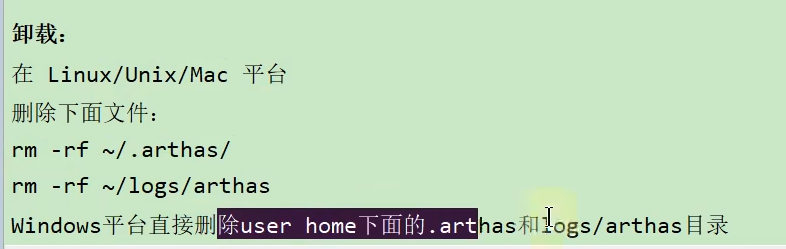 卸载:
在 Linux/Unix/Mac 平台
删除下面文件:
rm -rf ~/.arthas/
rm -rf ~/logs/arthas
Windows平台直接删除user home下面的.arthas和logs/arthas目录